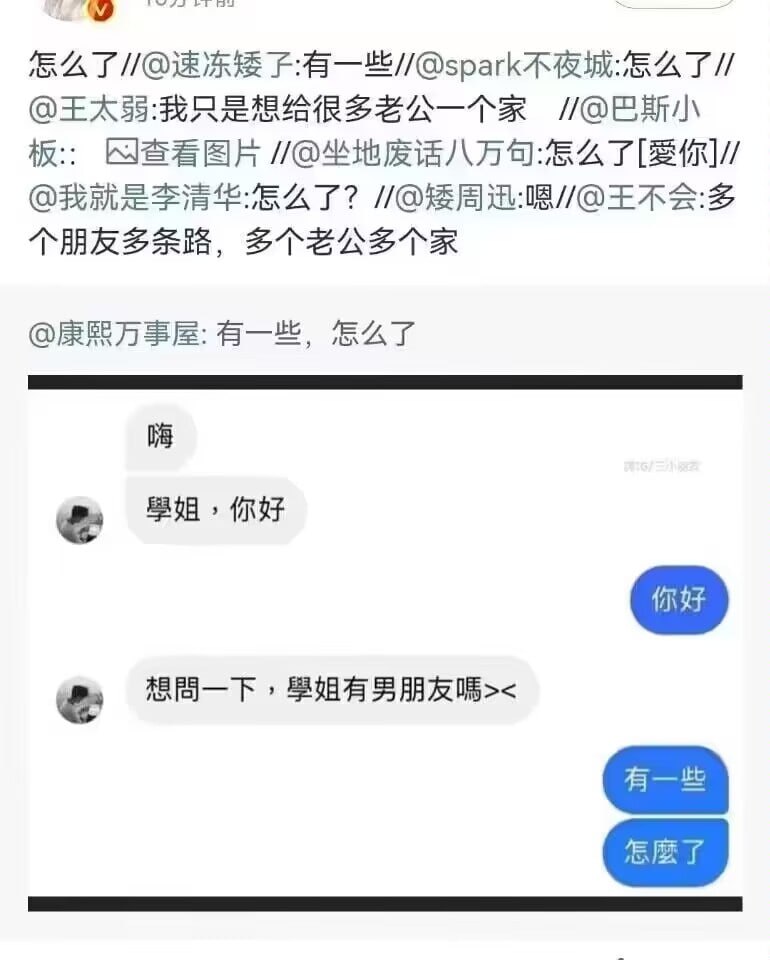 怎么了//@速冻矮子:有一些//@spark不夜城:怎么了//
@王太弱:我只是想给很多老公一个家 //@巴斯小
板:: 查看图片 //@坐地废话八万句:怎么了[愛你]//
@我就是李清华:怎么了？//@矮周迅:嗯//@王不会:多
个朋友多条路，多个老公多个家
@康熙万事屋: 有一些，怎么了
嗨
學姐，你好
你好
想問一下，學姐有男朋友嗎><
有一些
怎麼了